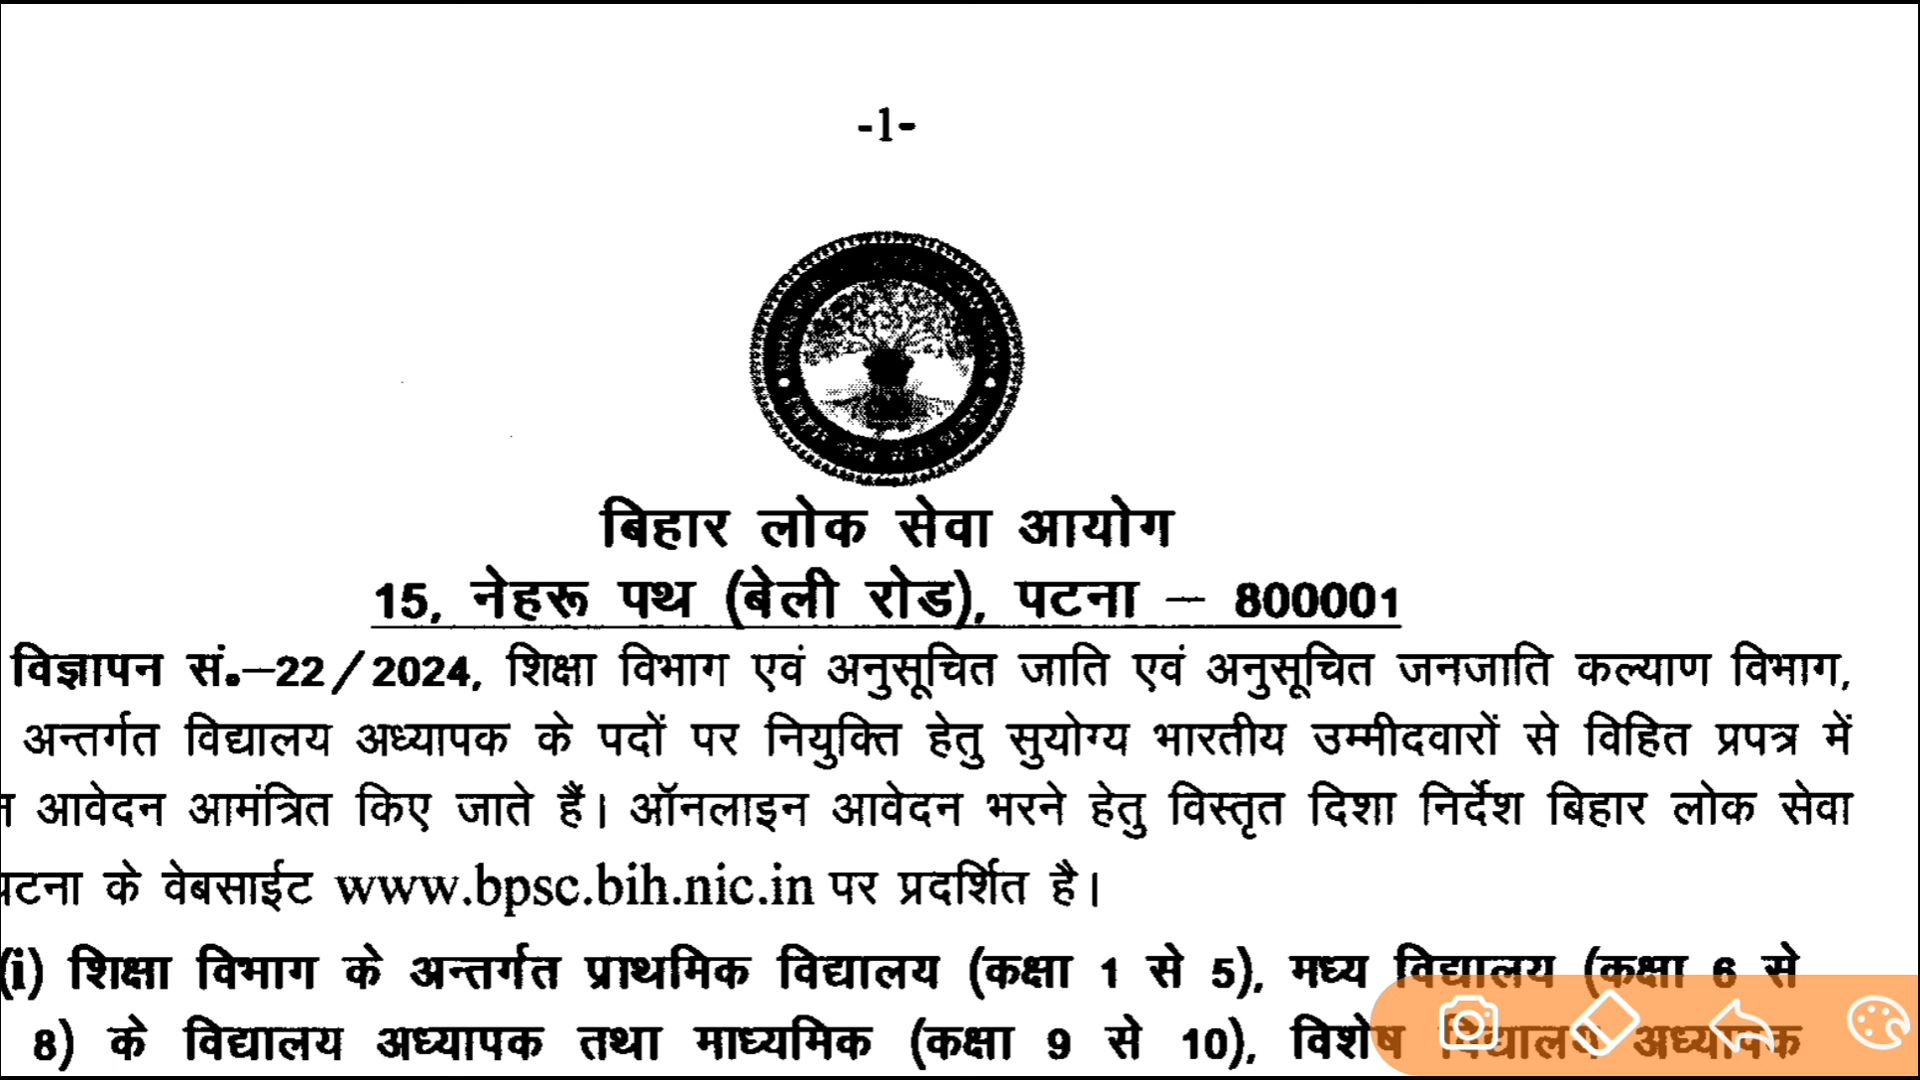 -1-
बिहार लोक सेवा आयोग
15, नेहरू पथ (बेली रोड), पटना – 800001
विज्ञापन सं.–22/2024, शिक्षा विभाग एवं अनुसूचित जाति एवं अनुसूचित जनजाति कल्याण विभाग,
अन्तर्गत विद्यालय अध्यापक के पदों पर नियुक्ति हेतु सुयोग्य भारतीय उम्मीदवारों से विहित प्रपत्र में
आवेदन आमंत्रित किए जाते हैं। ऑनलाइन आवेदन भरने हेतु विस्तृत दिशा निर्देश बिहार लोक सेवा
पटना के वेबसाईट www.bpsc.bih.nic.in पर प्रदर्शित है।
(i) शिक्षा विभाग के अन्तर्गत प्राथमिक विद्यालय (कक्षा 1 से 5), मध्य विद्यालय (कक्षा 6 से
8) के विद्यालय अध्यापक तथा माध्यमिक (कक्षा 9 से 10), विशेष विद्यालय अध्यापक